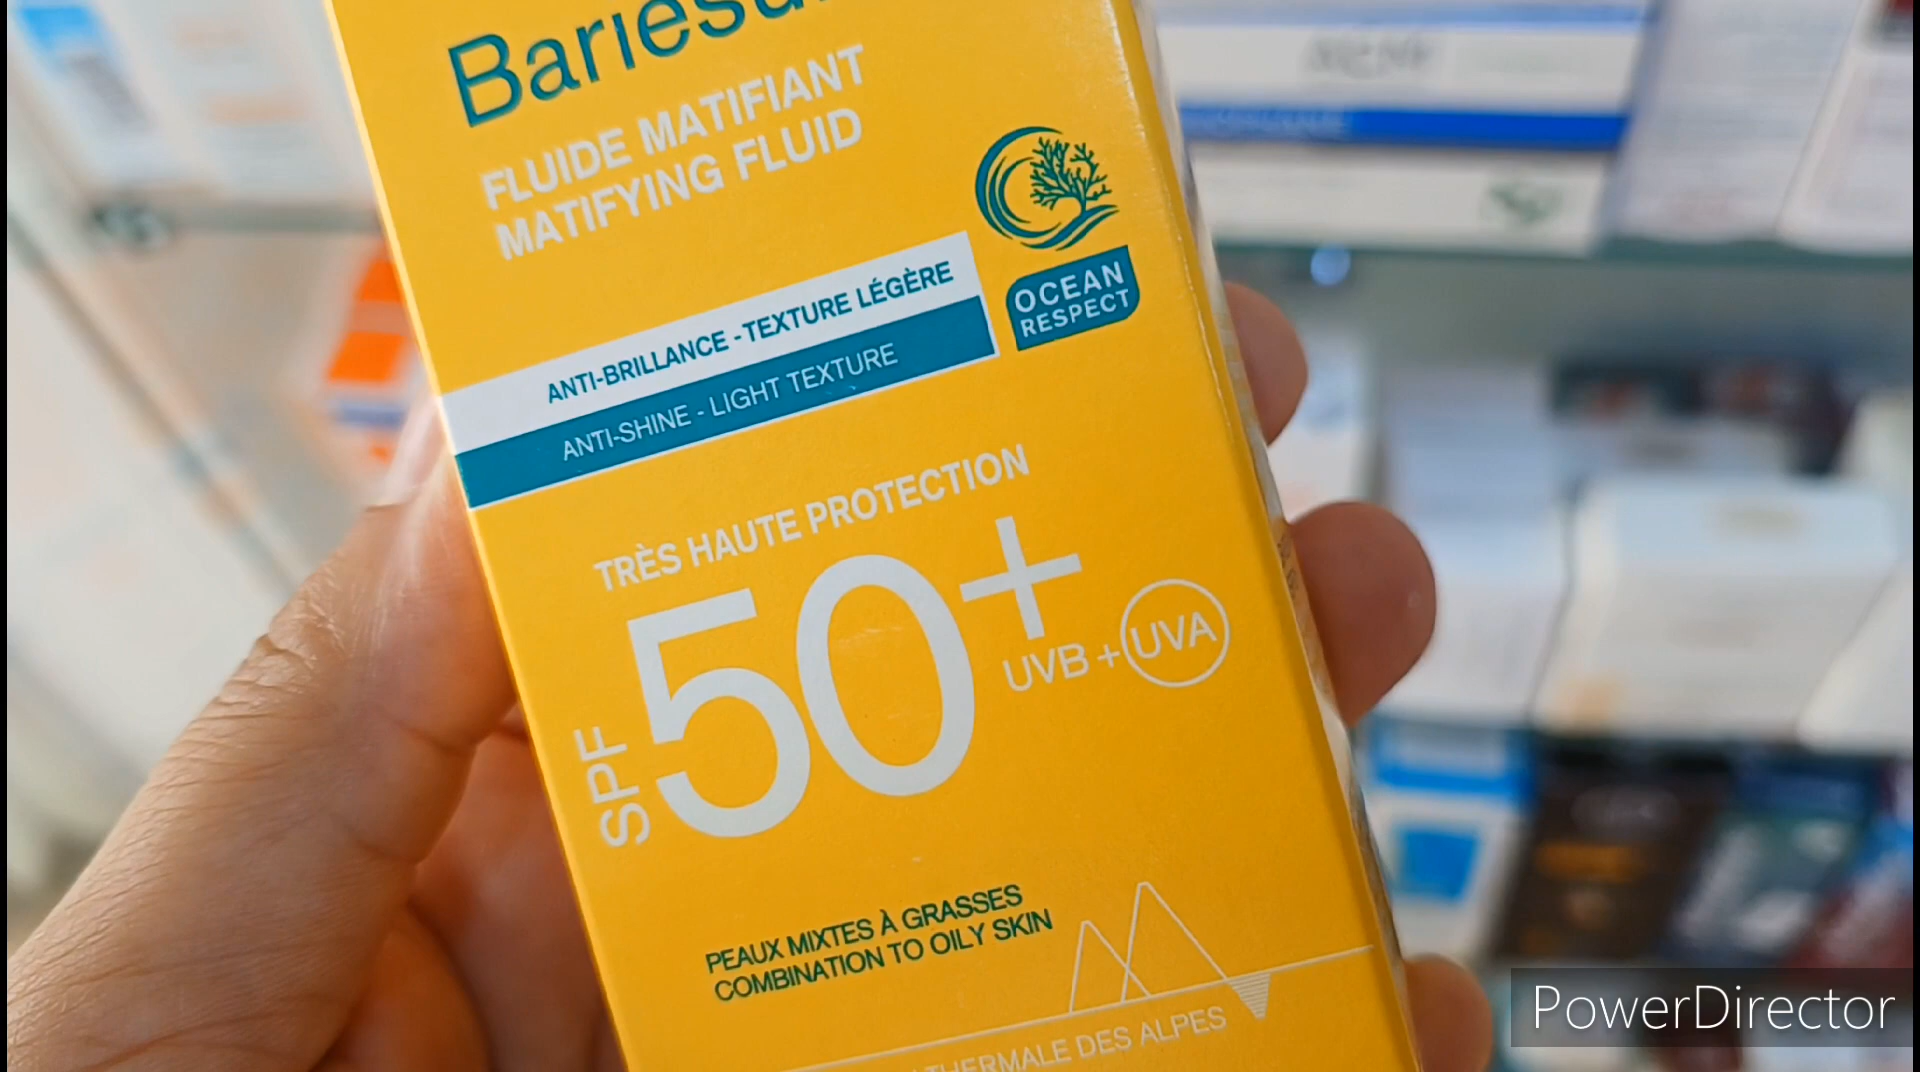 FLUIDE MATIFIANT
MATIFYING FLUID
ANTI-BRILLANCE - TEXTURE LÉGÈRE
ANTI-SHINE - LIGHT TEXTURE
OCEAN
RESPECT
TRÈS HAUTE PROTECTION
SPF 50+
UVB + UVA
PEAUX MIXTES À GRASSES
COMBINATION TO OILY SKIN
THERMALE DES ALPES
PowerDirector